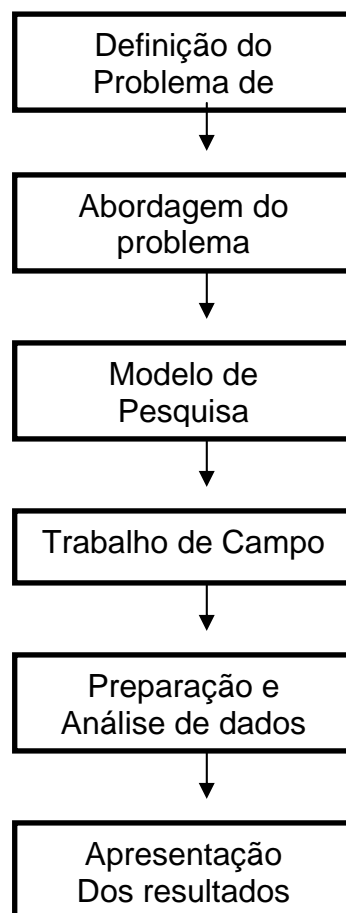 Definição do
Problema de
Abordagem do
problema
Modelo de
Pesquisa
Trabalho de Campo
Preparação e
Análise de dados
Apresentação
Dos resultados